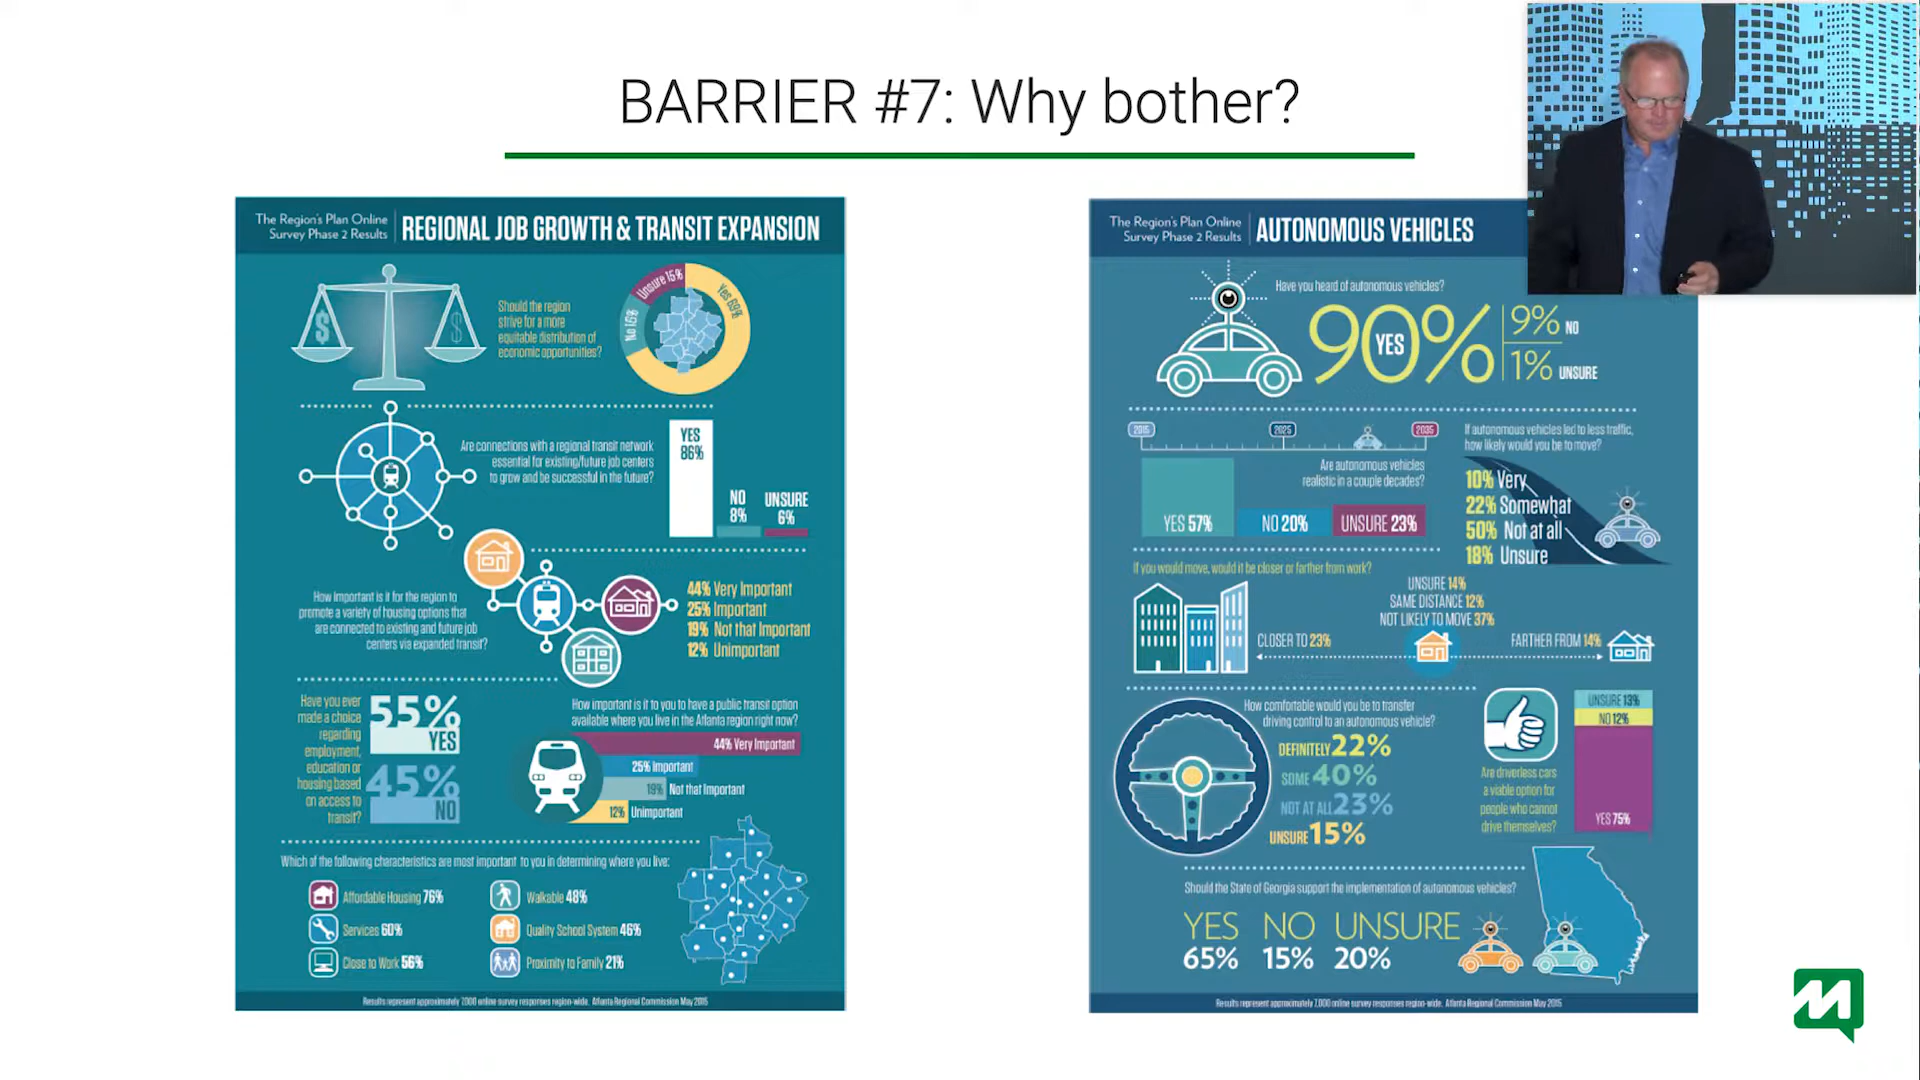 BARRIER #7: Why bother?
The Region's Plan Online
Survey Phase 2 Results
REGIONAL JOB GROWTH & TRANSIT EXPANSION
Should the region
strive for a more
equitable distribution of
economic opportunities?
Unsure 15%
No 16%
Yes 69%
$
$
Are connections with a regional transit network
essential for existing/future job centers
to grow and be successful in the future?
YES
86%
NO
8%
UNSURE
6%
How important is it for the region to
promote a variety of housing options that
are connected to existing and future job
centers via expanded transit?
44% Very Important
25% Important
19% Not that Important
12% Unimportant
Have you ever
made a choice
regarding
employment,
education or
housing based
on access to
transit?
55%
YES
45%
NO
How important is it to you to have a public transit option
available where you live in the Atlanta region right now?
44% Very Important
25% Important
19% Not that Important
12% Unimportant
Which of the following characteristics are most important to you in determining where you live:
Affordable Housing 76%
Services 60%
Close to Work 56%
Walkable 48%
Quality School System 46%
Proximity to Family 21%
Results represent approximately 7,000 online survey responses region-wide. Atlanta Regional Commission May 2015
The Region's Plan Online
Survey Phase 2 Results
AUTONOMOUS VEHICLES
Have you heard of autonomous vehicles?
90%
YES
9% NO
1% UNSURE
2015
2025
2035
Are autonomous vehicles
realistic in a couple decades?
YES 57%
NO 20%
UNSURE 23%
If autonomous vehicles led to less traffic,
how likely would you be to move?
10% Very
22% Somewhat
50% Not at all
18% Unsure
If you would move, would it be closer or farther from work?
UNSURE 14%
SAME DISTANCE 12%
NOT LIKELY TO MOVE 37%
CLOSER TO 23%
FARTHER FROM 14%
How comfortable would you be to transfer
driving control to an autonomous vehicle?
DEFINITELY 22%
SOME 40%
NOT AT ALL 23%
UNSURE 15%
Are driverless cars
a viable option for
people who cannot
drive themselves?
UNSURE 13%
NO 12%
YES 75%
Should the State of Georgia support the implementation of autonomous vehicles?
YES NO UNSURE
65% 15% 20%
Results represent approximately 7,000 online survey responses region-wide. Atlanta Regional Commission May 2015